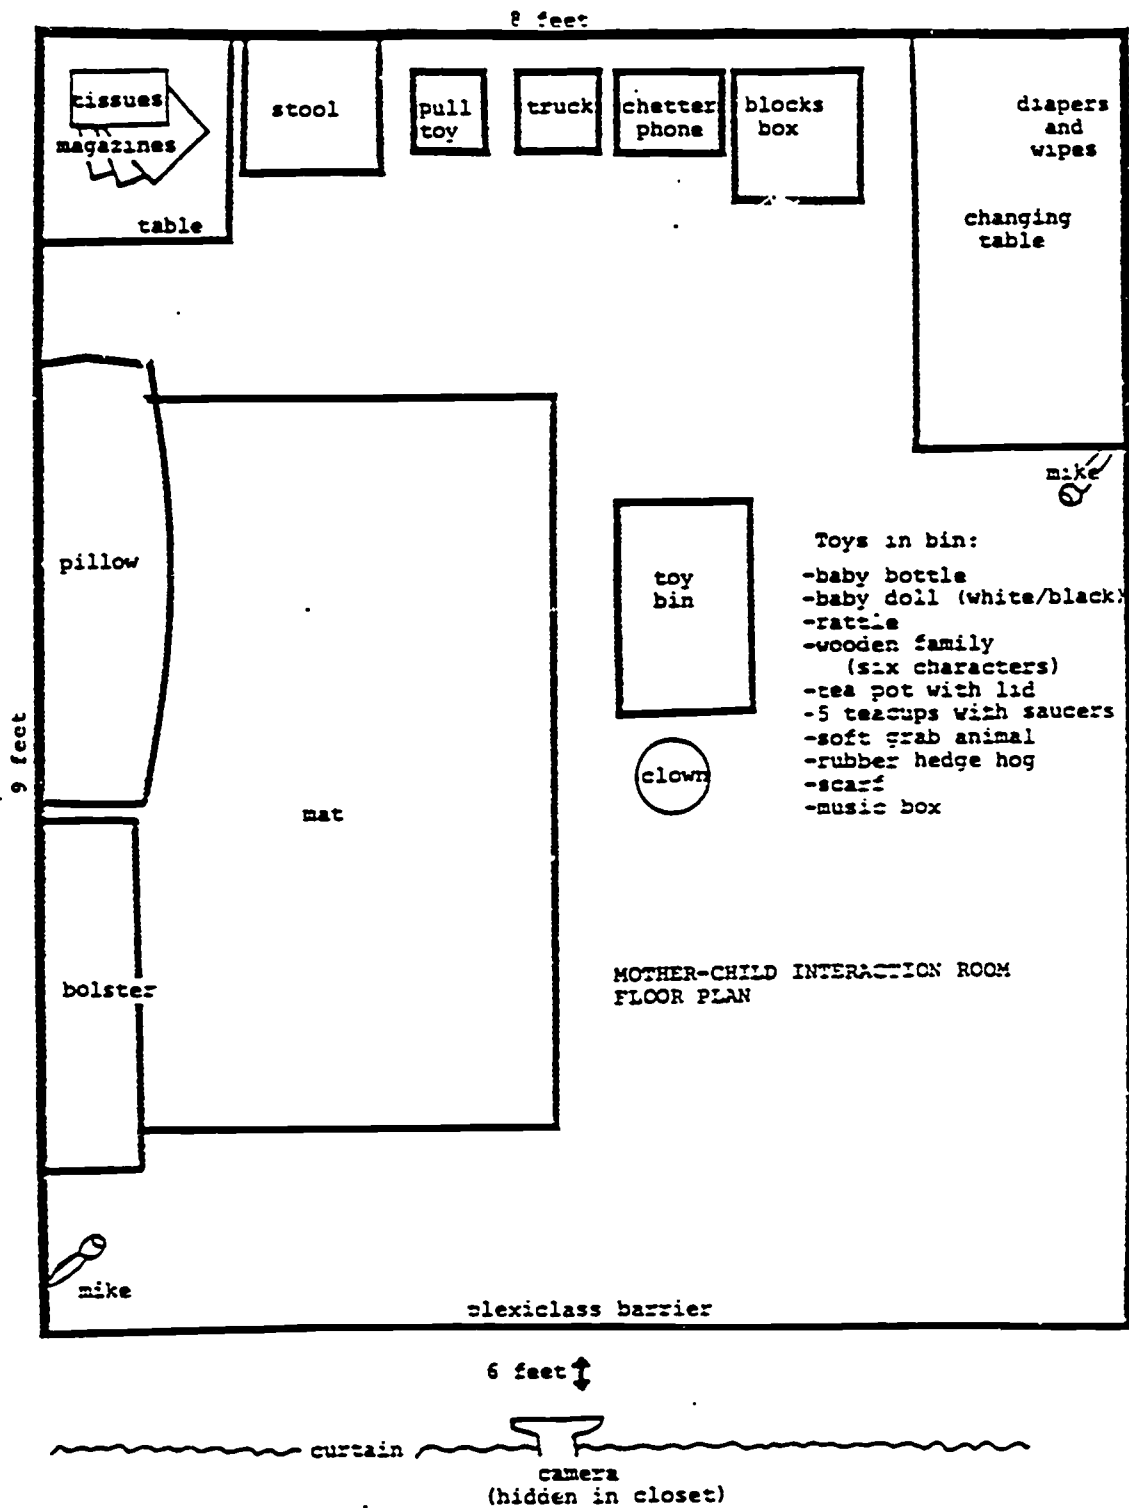 8 feet
tissues
magazines
table
stool
pull
toy
truck
chetter
phone
blocks
box
diapers
and
wipes
changing
table
mike
pillow
toy
bin
Toys in bin:
-baby bottle
-baby doll (white/black)
-rattle
-wooden family
(six characters)
-tea pot with lid
-5 teacups with saucers
-soft grab animal
-rubber hedge hog
-scarf
-music box
clown
9 feet
mat
MOTHER-CHILD INTERACTION ROOM
FLOOR PLAN
bolster
mike
plexiclass barrier
6 feet
curtain
camera
(hidden in closet)